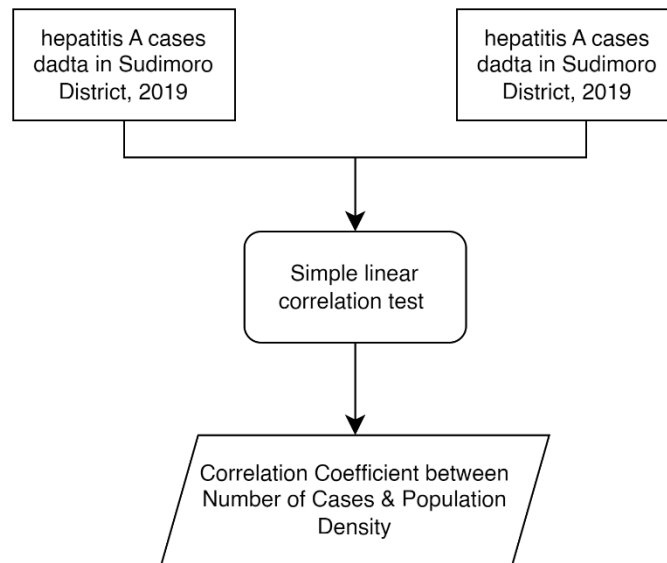 hepatitis A cases
dadta in Sudimoro
District, 2019
hepatitis A cases
dadta in Sudimoro
District, 2019
Simple linear
correlation test
Correlation Coefficient between
Number of Cases & Population
Density